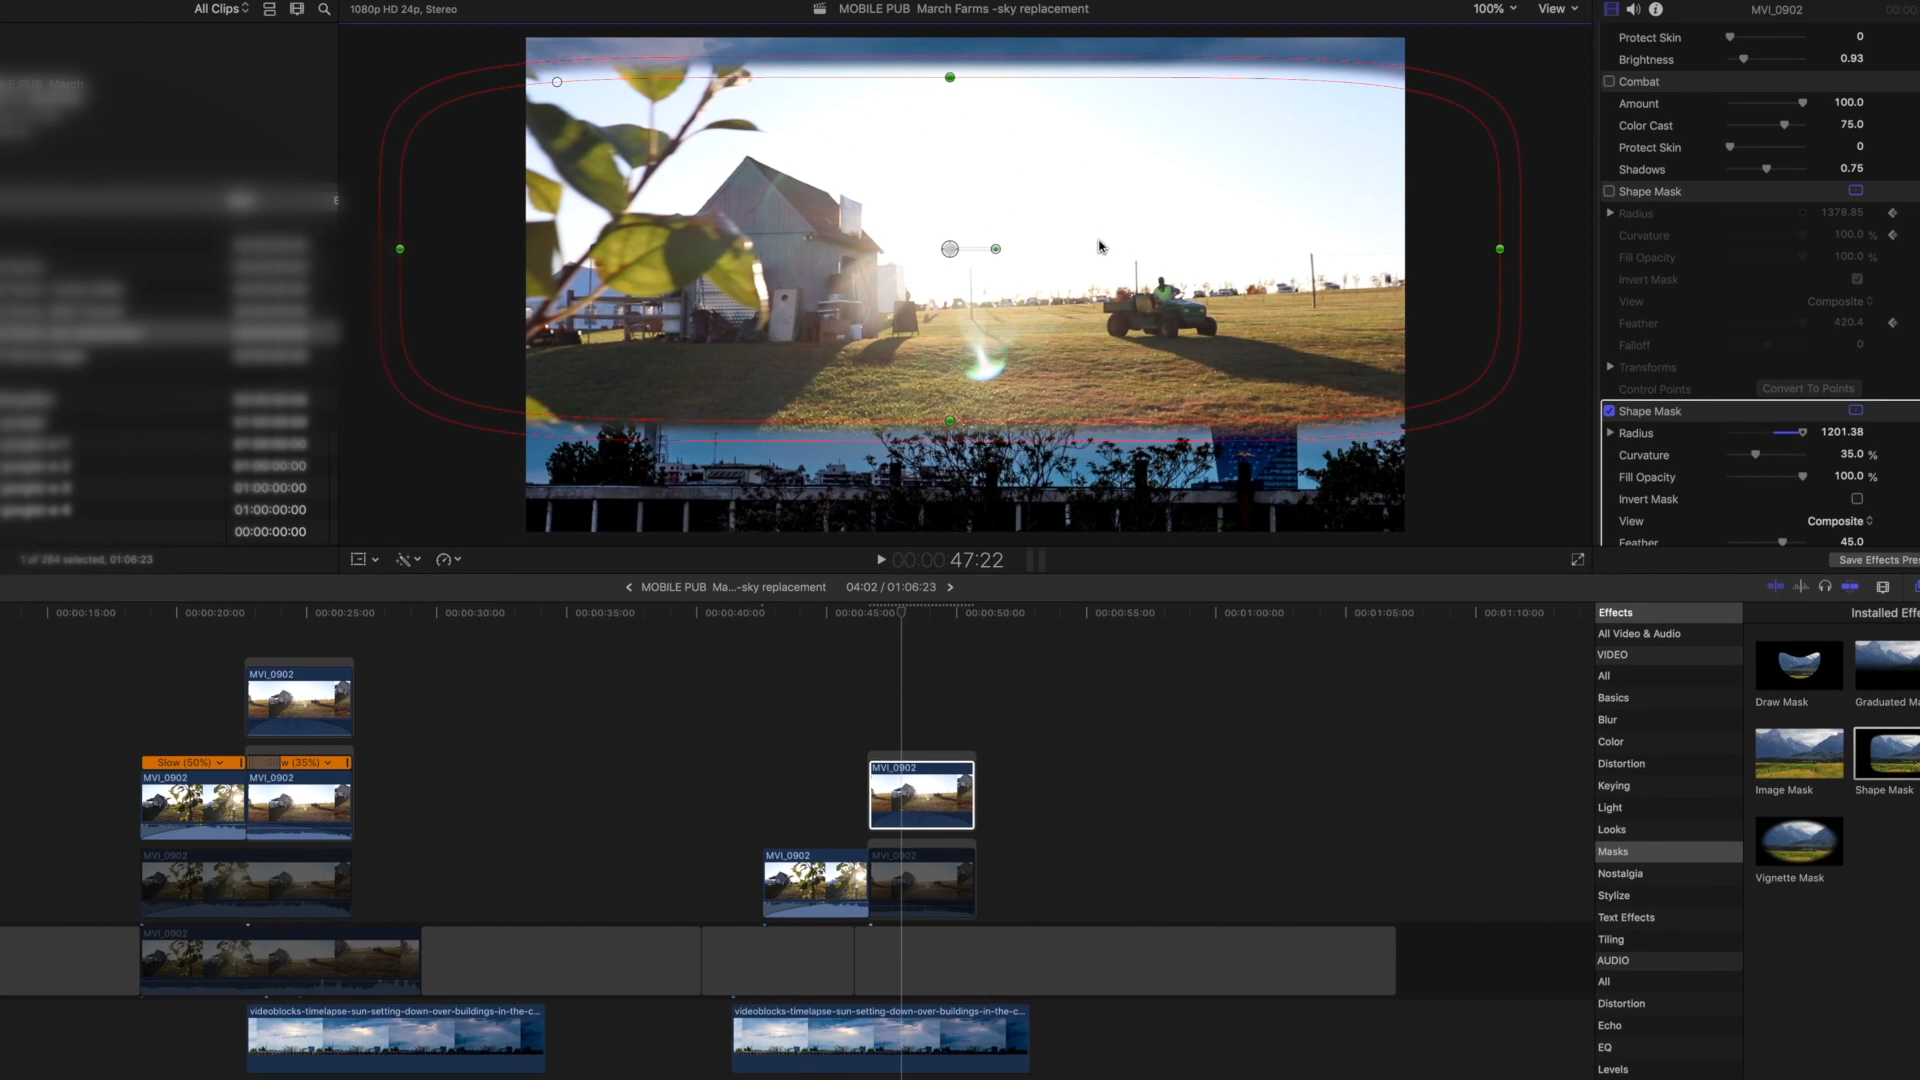 All Clips
1080p HD 24p, Stereo
MOBILE PUB March Farms -sky replacement
100%
View
MVI_0902
Protect Skin 0
Brightness 0.93
Combat
Amount 100.0
Color Cast 75.0
Protect Skin 0
Shadows 0.75
Shape Mask
Radius 1378.85
Curvature 100.0 %
Fill Opacity 100.0 %
Invert Mask
View Composite
Feather 420.4
Falloff 0
Transforms
Control Points Convert To Points
Shape Mask
Radius 1201.38
Curvature 35.0 %
Fill Opacity 100.0 %
Invert Mask
View Composite
Feather 45.0
01:00:00:00
01:00:00:00
01:00:00:00
01:00:00:00
01:00:00:00
00:00:00:00
1 of 284 selected, 01:06:23
00:00:00:47:22
Save Effects Pres
MOBILE PUB Ma...-sky replacement 04:02 / 01:06:23
00:00:15:00 00:00:20:00 00:00:25:00 00:00:30:00 00:00:35:00 00:00:40:00 00:00:45:00 00:00:50:00 00:00:55:00 00:01:00:00 00:01:05:00 00:01:10:00
MVI_0902
Slow (50%)
(35%)
MVI_0902
MVI_0902
MVI_0902
MVI_0902
MVI_0902
MVI_0902
MVI_0902
MVI_0902
videoblocks-timelapse-sun-setting-down-over-buildings-in-the-c...
videoblocks-timelapse-sun-setting-down-over-buildings-in-the-c...
Effects
Installed Effe
All Video & Audio
VIDEO
All
Basics
Blur
Color
Distortion
Keying
Light
Looks
Masks
Nostalgia
Stylize
Text Effects
Tiling
AUDIO
All
Distortion
Echo
EQ
Levels
Draw Mask
Graduated Ma
Image Mask
Shape Mask
Vignette Mask